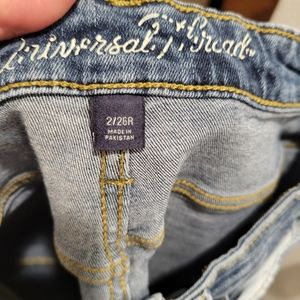 Universal Thread
2/26R
MADE IN
PAKISTAN